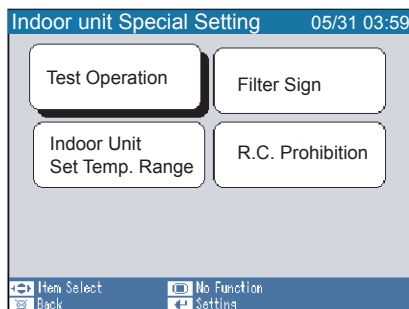 Indoor unit Special Setting 05/31 03:59
Test Operation
Filter Sign
Indoor Unit
Set Temp. Range
R.C. Prohibition
Item Select No Function
Back Setting